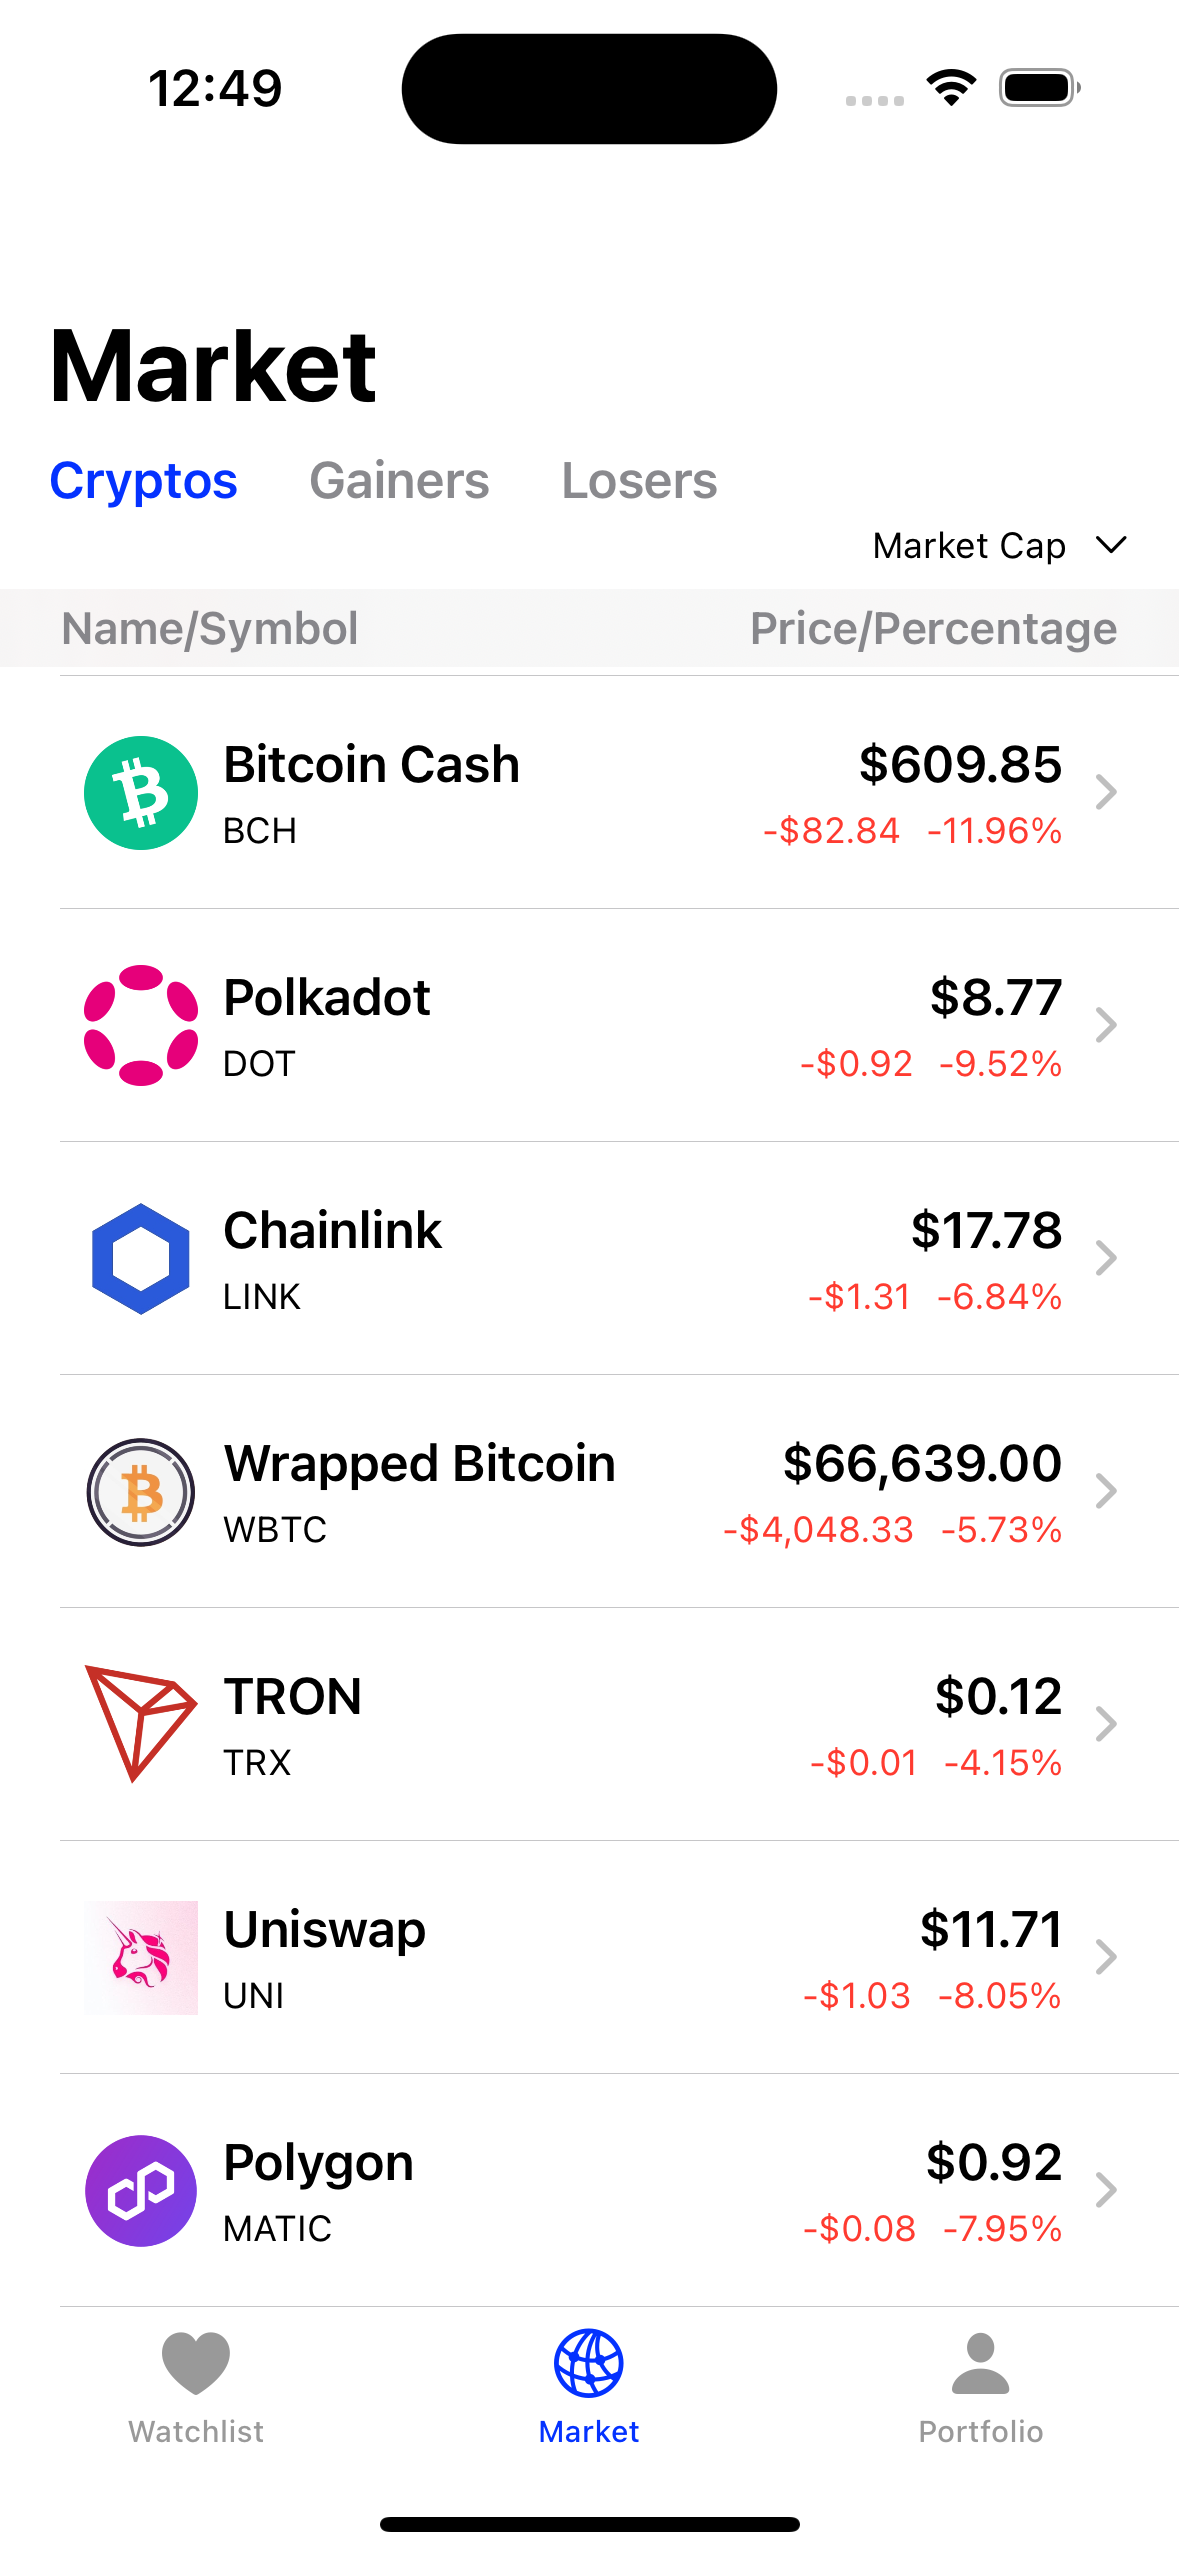 12:49
Market
Cryptos Gainers Losers
Market Cap
Name/Symbol Price/Percentage
Bitcoin Cash $609.85
BCH -$82.84 -11.96%
Polkadot $8.77
DOT -$0.92 -9.52%
Chainlink $17.78
LINK -$1.31 -6.84%
Wrapped Bitcoin $66,639.00
WBTC -$4,048.33 -5.73%
TRON $0.12
TRX -$0.01 -4.15%
Uniswap $11.71
UNI -$1.03 -8.05%
Polygon $0.92
MATIC -$0.08 -7.95%
Watchlist Market Portfolio